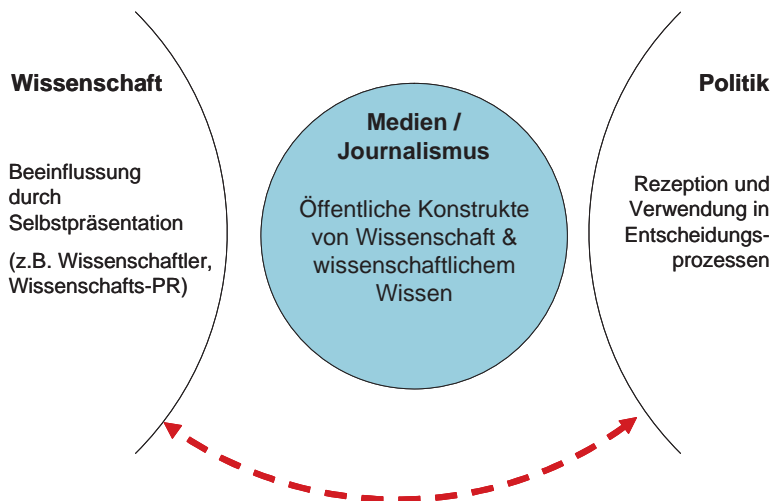 Wissenschaft
Beeinflussung
durch
Selbstpräsentation
(z.B. Wissenschaftler,
Wissenschafts-PR)
Medien /
Journalismus
Öffentliche Konstrukte
von Wissenschaft &
wissenschaftlichem
Wissen
Politik
Rezeption und
Verwendung in
Entscheidungs-
prozessen